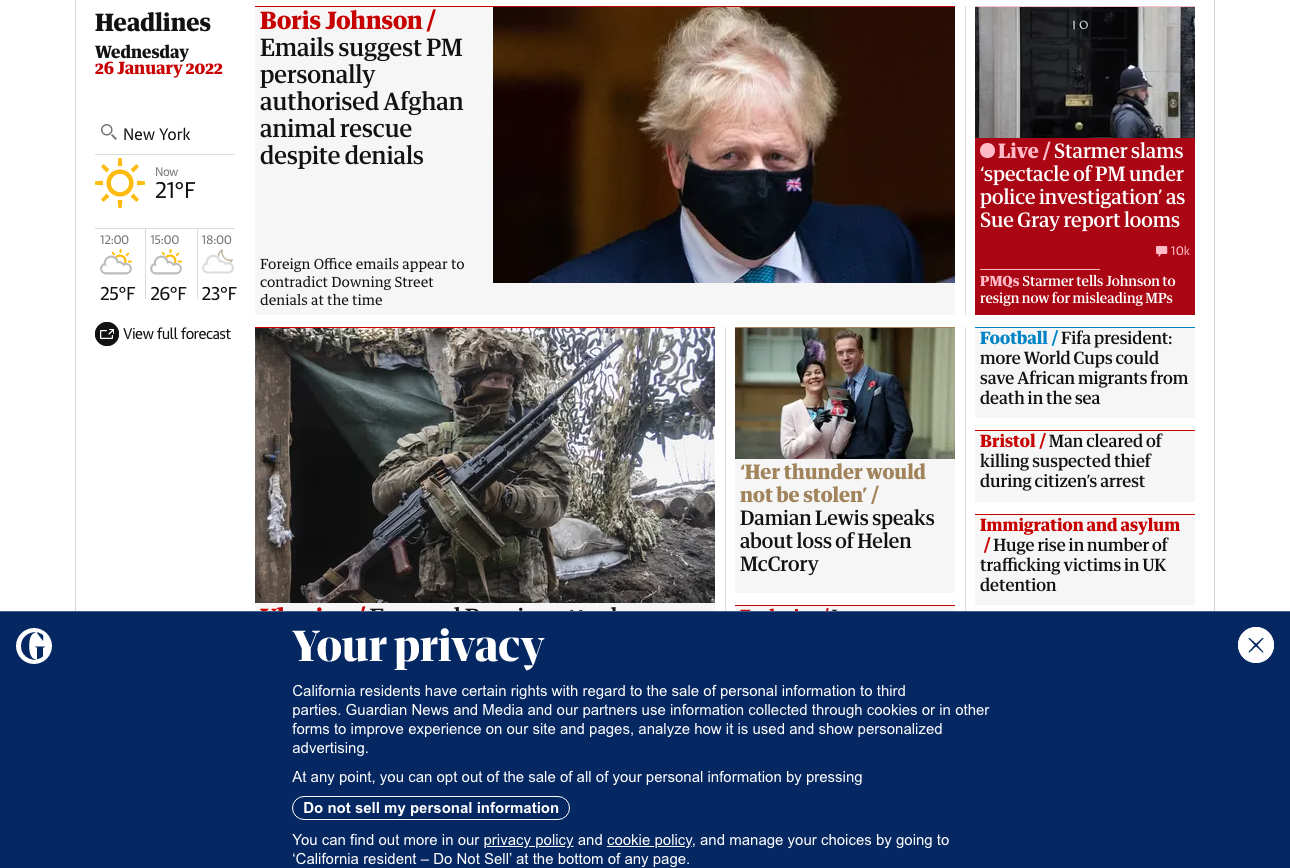 Headlines
Wednesday
26 January 2022
New York
Now
21°F
12:00
25°F
15:00
26°F
18:00
23°F
View full forecast
Boris Johnson /
Emails suggest PM
personally
authorised Afghan
animal rescue
despite denials
Foreign Office emails appear to
contradict Downing Street
denials at the time
10
Live / Starmer slams
‘spectacle of PM under
police investigation’ as
Sue Gray report looms
10k
PMQs Starmer tells Johnson to
resign now for misleading MPs
‘Her thunder would
not be stolen’ /
Damian Lewis speaks
about loss of Helen
McCrory
Football / Fifa president:
more World Cups could
save African migrants from
death in the sea
Bristol / Man cleared of
killing suspected thief
during citizen’s arrest
Immigration and asylum
/ Huge rise in number of
trafficking victims in UK
detention
Your privacy
California residents have certain rights with regard to the sale of personal information to third
parties. Guardian News and Media and our partners use information collected through cookies or in other
forms to improve experience on our site and pages, analyze how it is used and show personalized
advertising.
At any point, you can opt out of the sale of all of your personal information by pressing
Do not sell my personal information
You can find out more in our privacy policy and cookie policy, and manage your choices by going to
‘California resident – Do Not Sell’ at the bottom of any page.